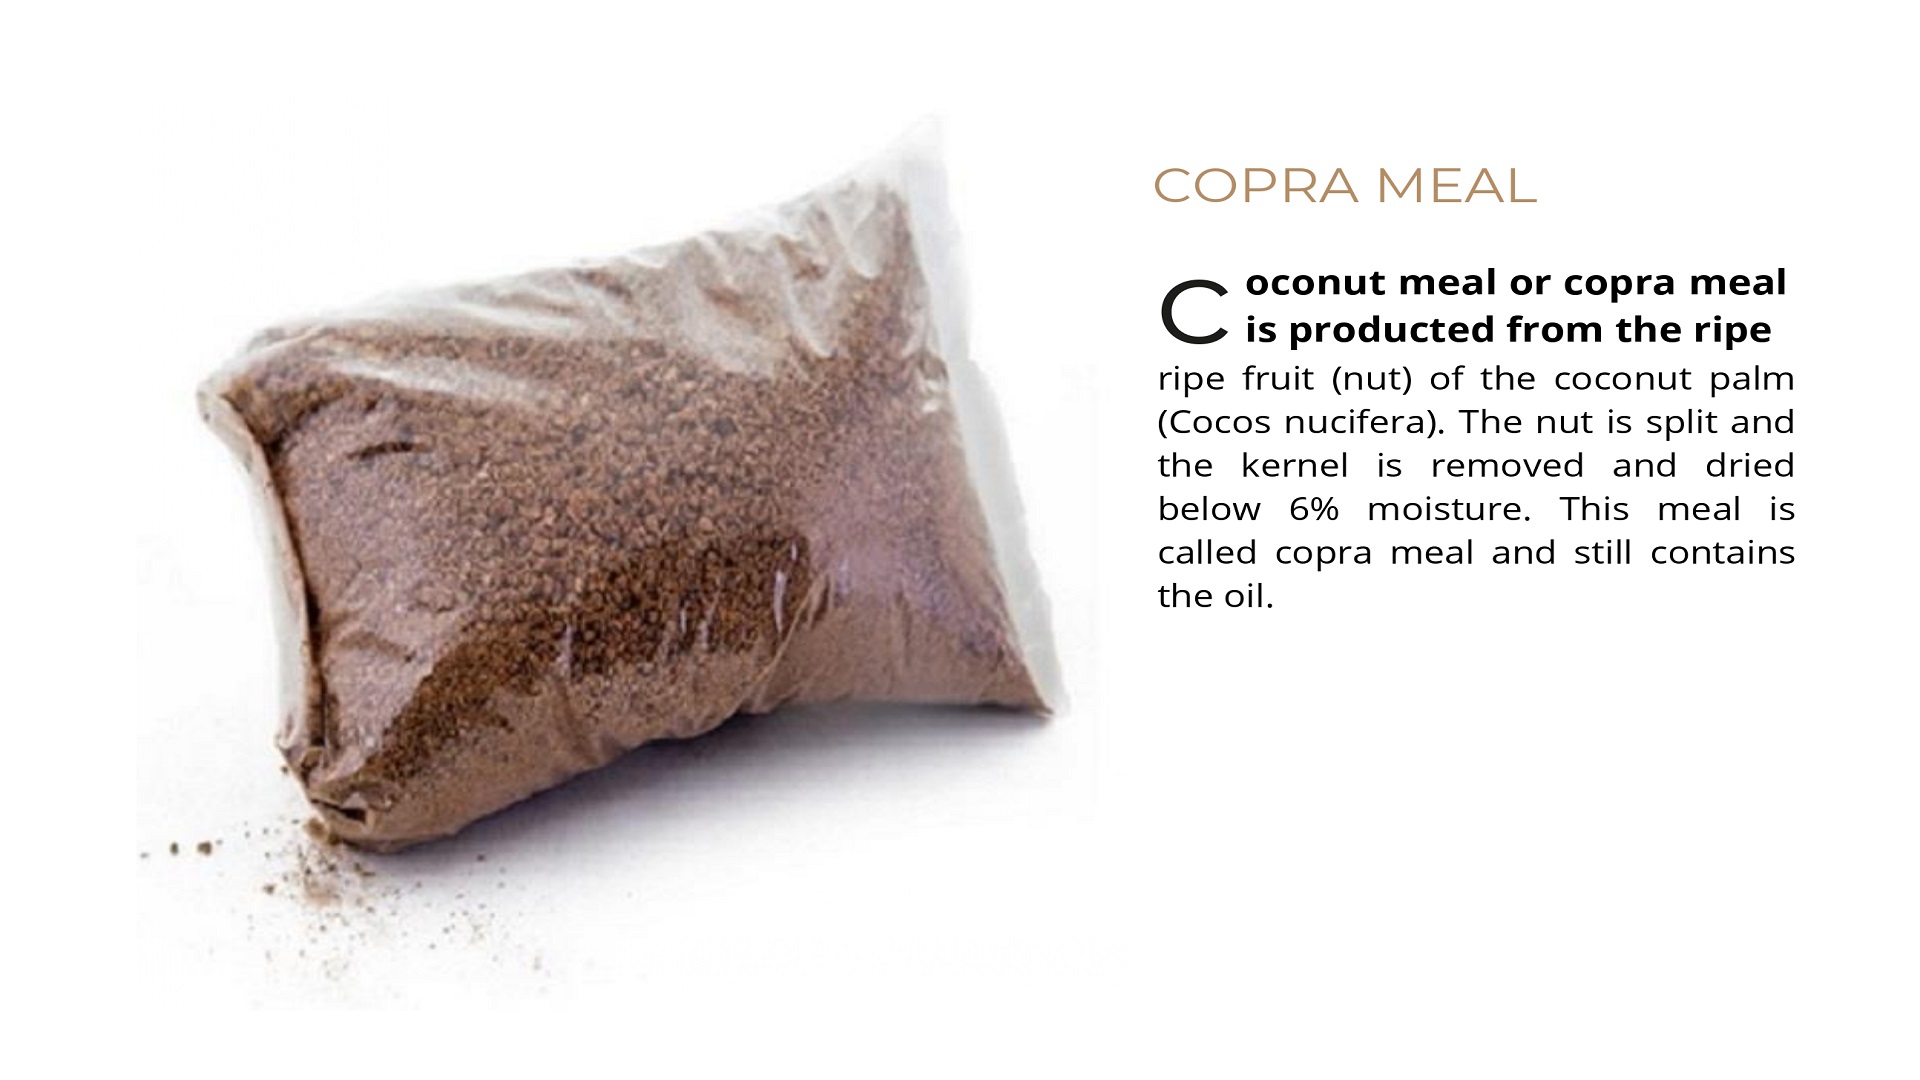 COPRA MEAL
Coconut meal or copra meal
is producted from the ripe
ripe fruit (nut) of the coconut palm
(Cocos nucifera). The nut is split and
the kernel is removed and dried
below 6% moisture. This meal is
called copra meal and still contains
the oil.